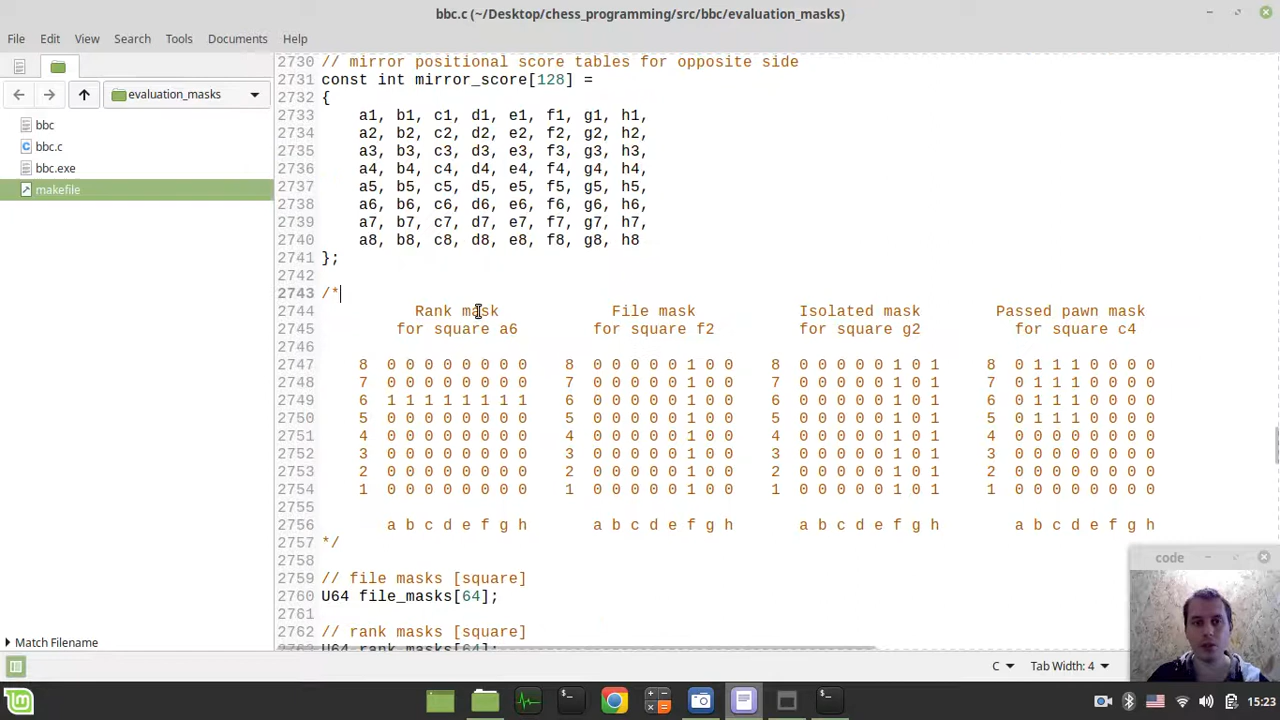 bbc.c (~/Desktop/chess_programming/src/bbc/evaluation_masks)
File Edit View Search Tools Documents Help
evaluation_masks
bbc
bbc.c
bbc.exe
makefile
Match Filename
2730 // mirror positional score tables for opposite side
2731 const int mirror_score[128] =
2732 {
2733 a1, b1, c1, d1, e1, f1, g1, h1,
2734 a2, b2, c2, d2, e2, f2, g2, h2,
2735 a3, b3, c3, d3, e3, f3, g3, h3,
2736 a4, b4, c4, d4, e4, f4, g4, h4,
2737 a5, b5, c5, d5, e5, f5, g5, h5,
2738 a6, b6, c6, d6, e6, f6, g6, h6,
2739 a7, b7, c7, d7, e7, f7, g7, h7,
2740 a8, b8, c8, d8, e8, f8, g8, h8
2741 };
2742
2743 /*
2744 Rank mask File mask Isolated mask Passed pawn mask
2745 for square a6 for square f2 for square g2 for square c4
2746
2747 8 0 0 0 0 0 0 0 0 8 0 0 0 0 0 1 0 0 8 0 0 0 0 0 1 0 1 8 0 1 1 1 0 0 0 0
2748 7 0 0 0 0 0 0 0 0 7 0 0 0 0 0 1 0 0 7 0 0 0 0 0 1 0 1 7 0 1 1 1 0 0 0 0
2749 6 1 1 1 1 1 1 1 1 6 0 0 0 0 0 1 0 0 6 0 0 0 0 0 1 0 1 6 0 1 1 1 0 0 0 0
2750 5 0 0 0 0 0 0 0 0 5 0 0 0 0 0 1 0 0 5 0 0 0 0 0 1 0 1 5 0 1 1 1 0 0 0 0
2751 4 0 0 0 0 0 0 0 0 4 0 0 0 0 0 1 0 0 4 0 0 0 0 0 1 0 1 4 0 0 0 0 0 0 0 0
2752 3 0 0 0 0 0 0 0 0 3 0 0 0 0 0 1 0 0 3 0 0 0 0 0 1 0 1 3 0 0 0 0 0 0 0 0
2753 2 0 0 0 0 0 0 0 0 2 0 0 0 0 0 1 0 0 2 0 0 0 0 0 1 0 1 2 0 0 0 0 0 0 0 0
2754 1 0 0 0 0 0 0 0 0 1 0 0 0 0 0 1 0 0 1 0 0 0 0 0 1 0 1 1 0 0 0 0 0 0 0 0
2755
2756 a b c d e f g h a b c d e f g h a b c d e f g h a b c d e f g h
2757 */
2758
2759 // file masks [square]
2760 U64 file_masks[64];
2761
2762 // rank masks [square]
2763 U64 rank_masks[64];
code
C Tab Width: 4
15:23